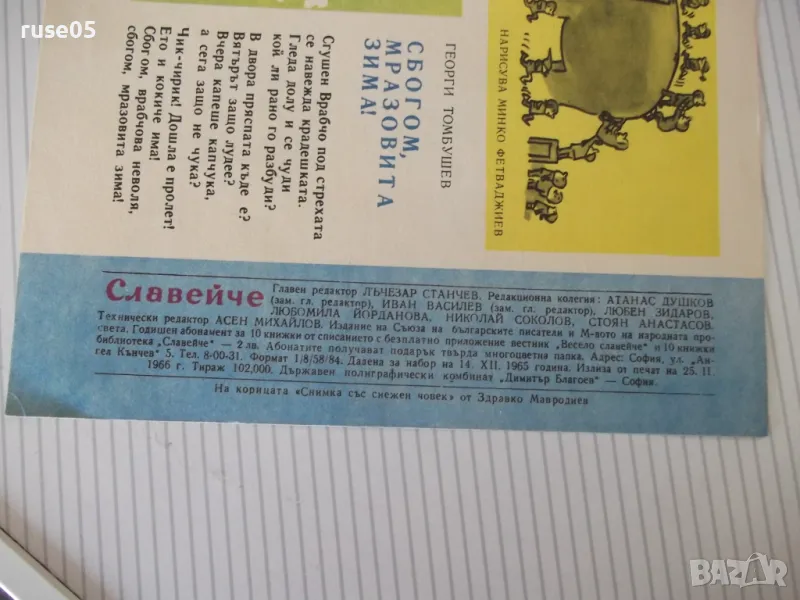 ruse05
НАРИСУВА МИНКО ФЕТВАДЖИЕВ
ГЕОРГИ ТОМБУШЕВ
СБОГОМ,
МРАЗОВИТА
ЗИМА!
Сгушен Врабчо под стрехата
се навежда крадешката.
Гледа долу и се чуди
кой ли рано го разбуди?
В двора пряспата къде е?
Вятърът защо лудее?
Вчера капеше капчука,
а сега защо не чука?
Чик-чирик! Дошла е пролет!
Ето и кокиче има!
Сбогом, врабчова неволя,
сбогом, мразовита зима!
Славейче
Главен редактор ЛЪЧЕЗАР СТАНЧЕВ. Редакционна колегия: АТАНАС ДУШКОВ
(зам. гл. редактор), ИВАН ВАСИЛЕВ (зам. гл. редактор), ЛЮБЕН ЗИДАРОВ,
ЛЮБОМИЛА ЙОРДАНОВА, НИКОЛАЙ СОКОЛОВ, СТОЯН АНАСТАСОВ.
Технически редактор АСЕН МИХАЙЛОВ. Издание на Съюза на българските писатели и М-вото на народната про-
света. Годишен абонамент за 10 книжки от списанието с безплатно приложение вестник „Весело славейче“ и 10 книжки
библиотека „Славейче“ — 2 лв. Абонатите получават подарък твърда многоцветна папка. Адрес: София, ул. „Ан-
гел Кънчев“ 5. Тел. 8-00-31. Формат 1/8/58/84. Дадена за набор на 14. XII. 1965 година. Излиза от печат на 25. II.
1966 г. Тираж 102,000. Държавен полиграфически комбинат „Димитър Благоев“ — София.
На корицата «Снимка със снежен човек» от Здравко Мавродиев
BAZAR